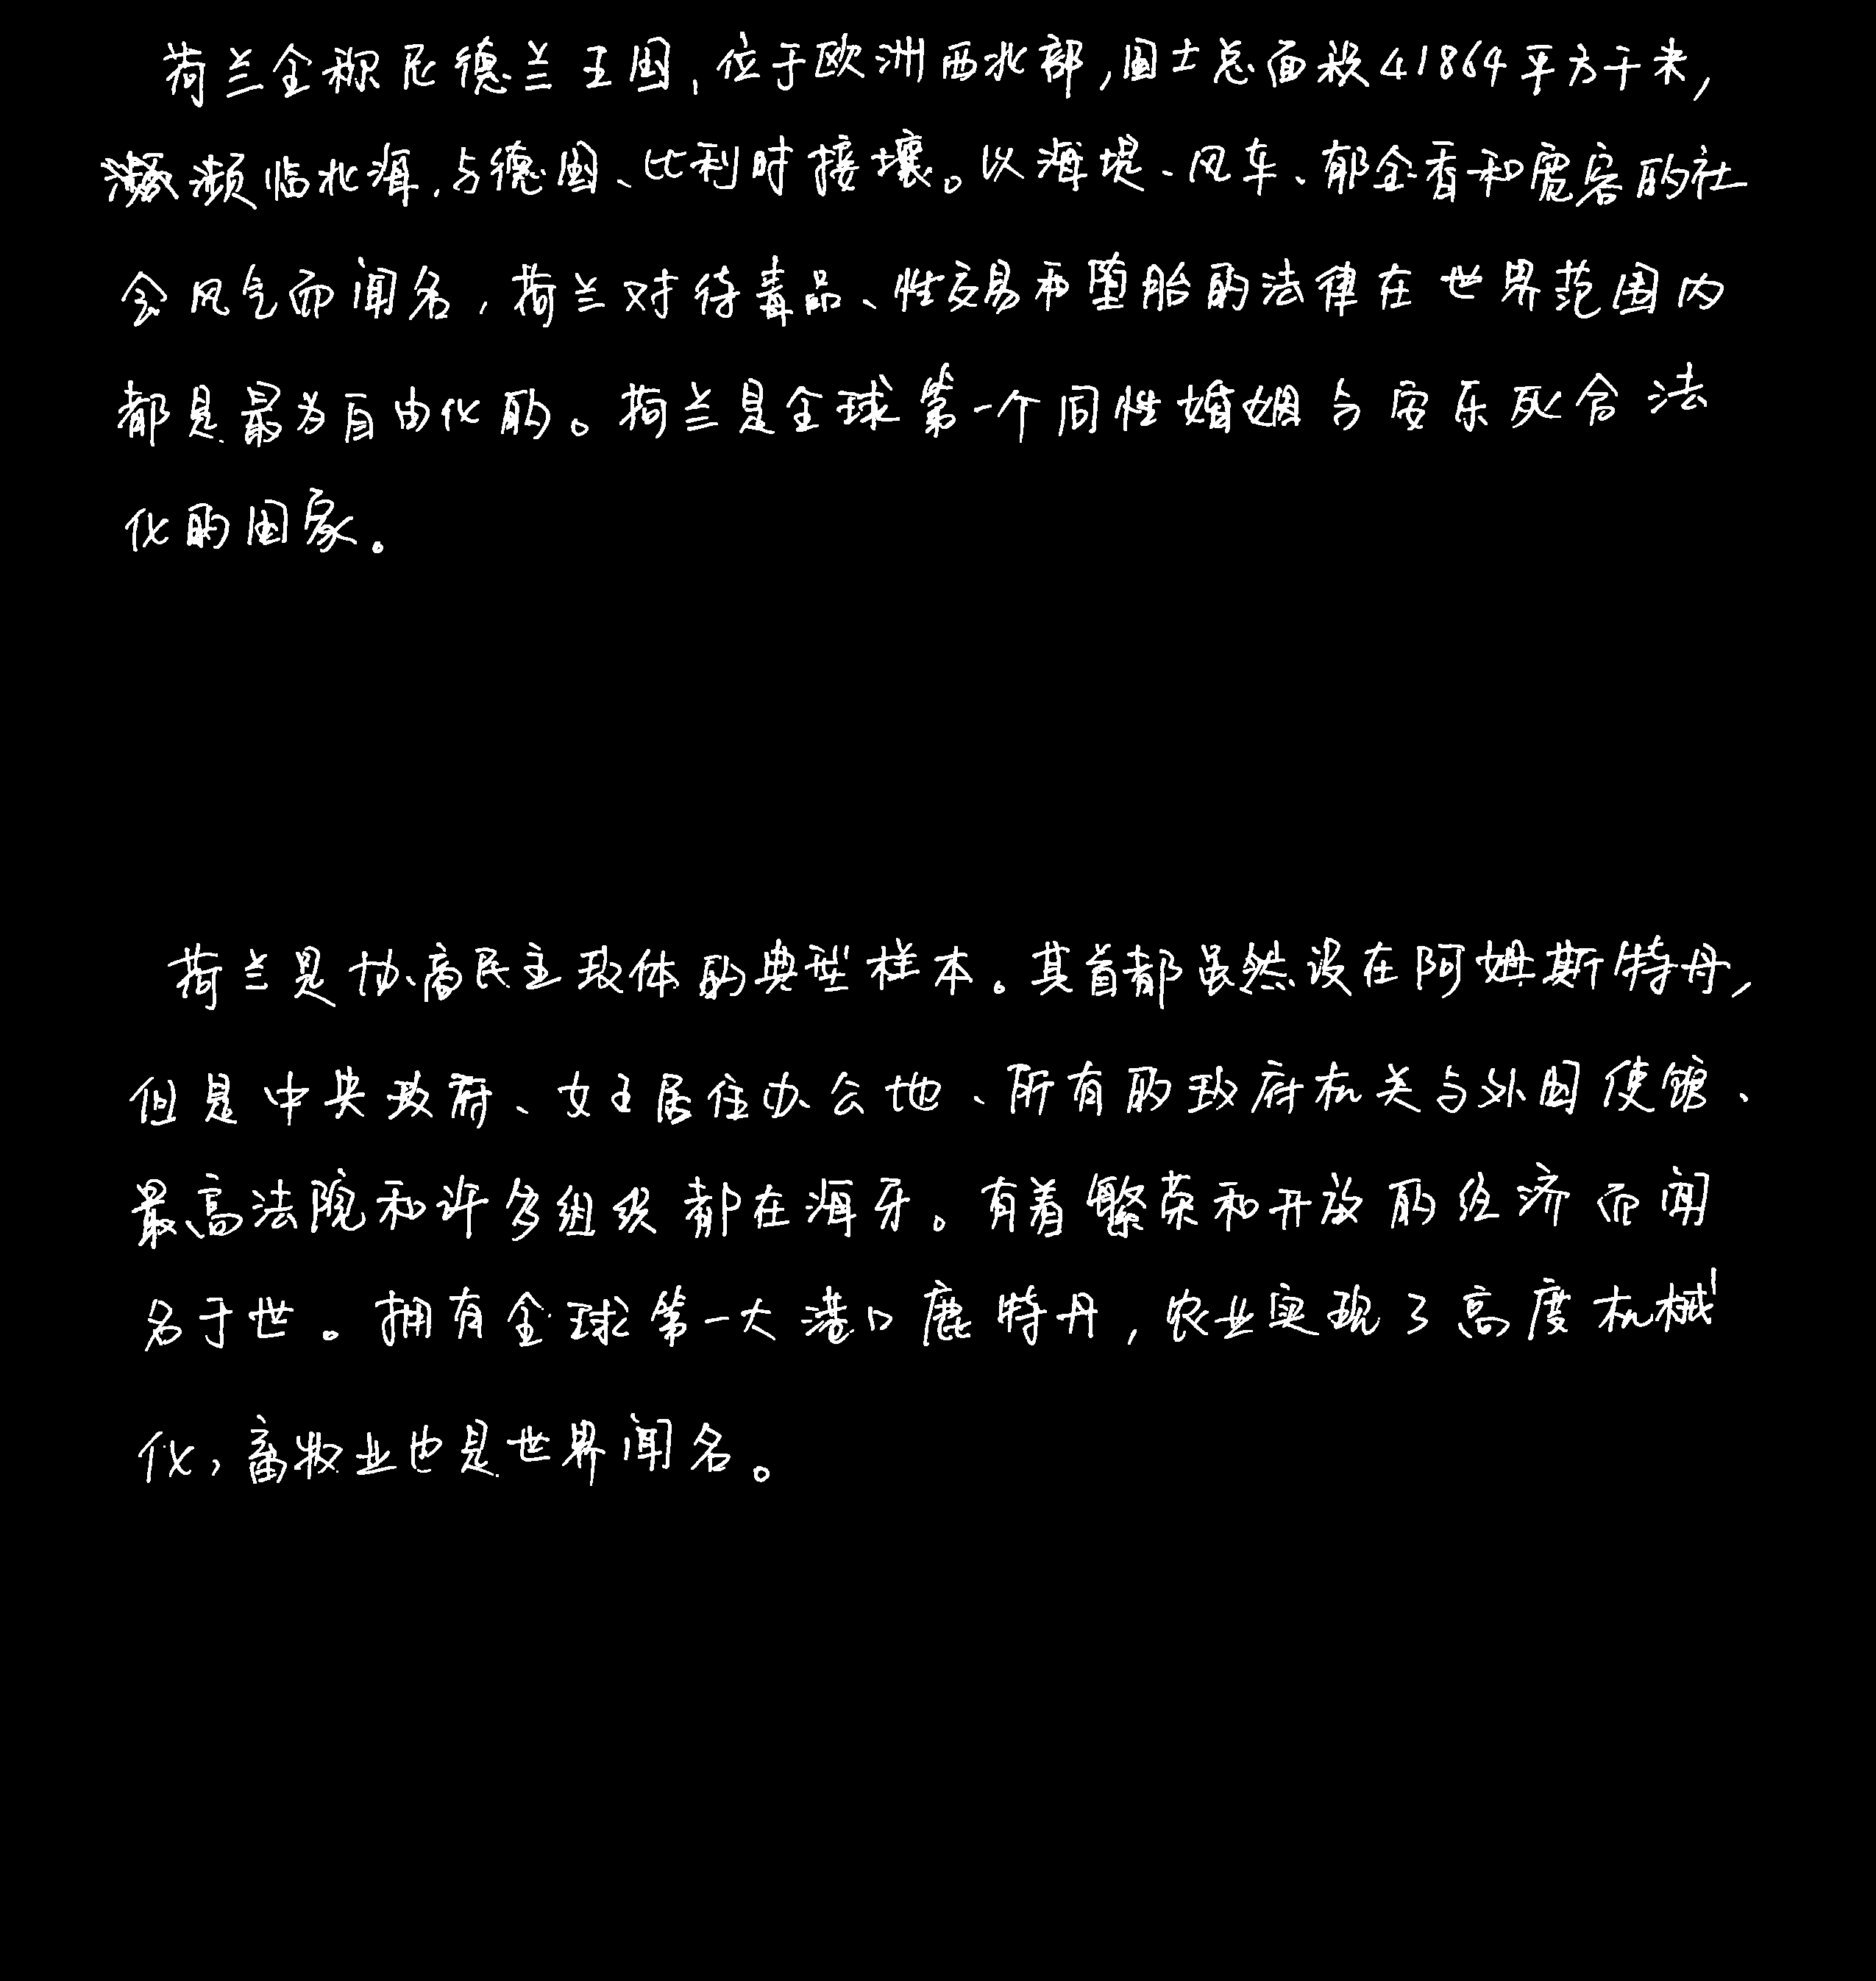 荷兰全称尼德兰王国,位于欧洲西北部,国土总面积41864平方千米,
濒临北海,与德国、比利时接壤。以海堤、风车、郁金香和宽容的社
会风气而闻名,荷兰对待毒品、性交易和堕胎的法律在世界范围内
都是最为自由化的。荷兰是全球第一个同性婚姻与安乐死合法
化的国家。
荷兰是协商民主政体的典型样本。其首都虽然设在阿姆斯特丹,
但是中央政府、女王居住办公地、所有的政府机关与外国使馆、
最高法院和许多组织都在海牙。有着繁荣和开放的经济而闻
名于世。拥有全球第一大港口鹿特丹,农业实现了高度机械
化,畜牧业也是世界闻名。